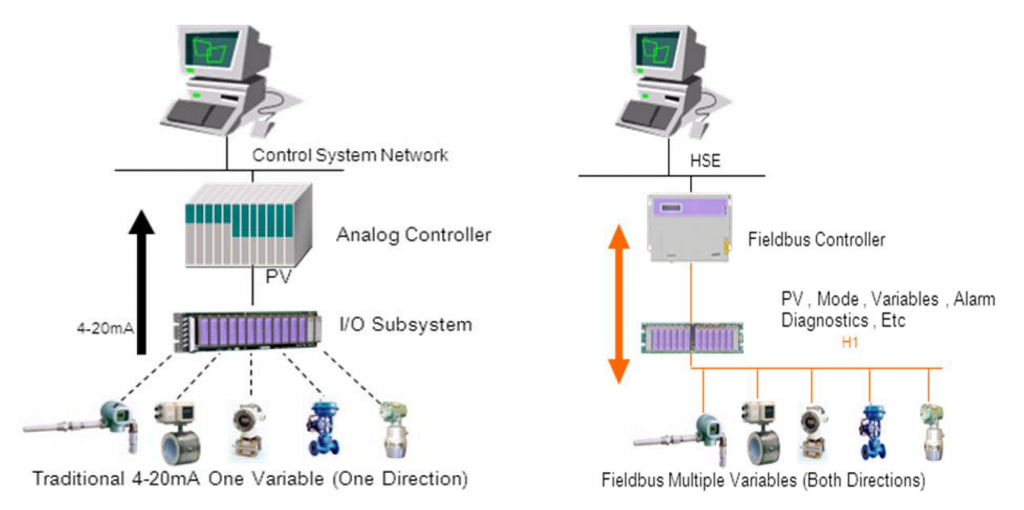 Control System Network
Analog Controller
PV
4-20mA
I/O Subsystem
Traditional 4-20mA One Variable (One Direction)
HSE
Fieldbus Controller
PV , Mode , Variables , Alarm
Diagnostics , Etc
H1
Fieldbus Multiple Variables (Both Directions)